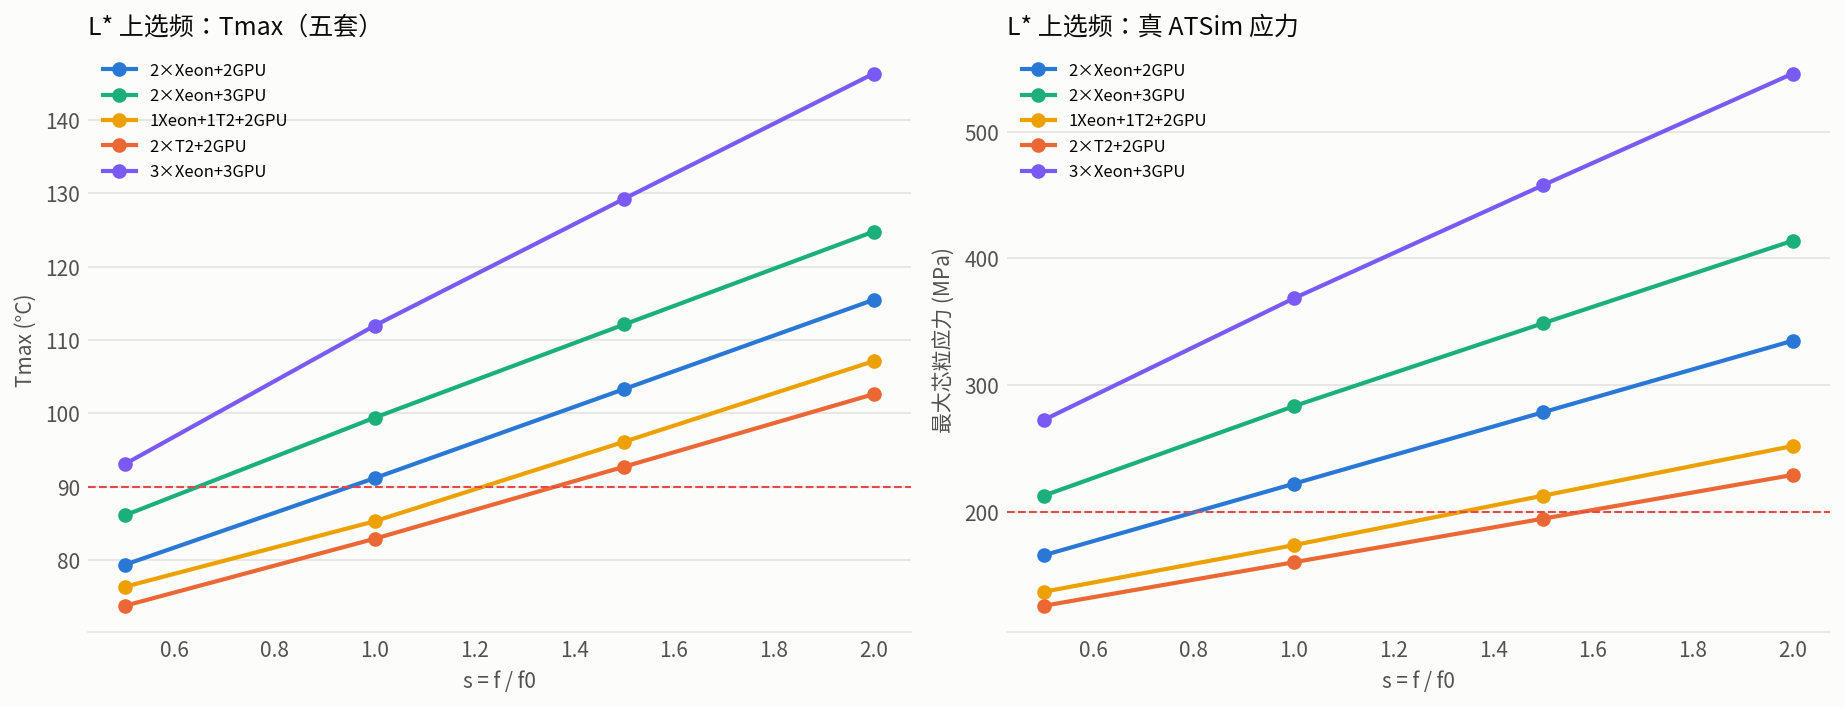 L* 上选频：Tmax（五套）
2×Xeon+2GPU
2×Xeon+3GPU
1Xeon+1T2+2GPU
2×T2+2GPU
3×Xeon+3GPU
140
130
120
110
100
90
80
Tmax (°C)
0.6 0.8 1.0 1.2 1.4 1.6 1.8 2.0
s = f / f0
L* 上选频：真 ATSim 应力
2×Xeon+2GPU
2×Xeon+3GPU
1Xeon+1T2+2GPU
2×T2+2GPU
3×Xeon+3GPU
500
400
300
200
最大芯粒应力 (MPa)
0.6 0.8 1.0 1.2 1.4 1.6 1.8 2.0
s = f / f0